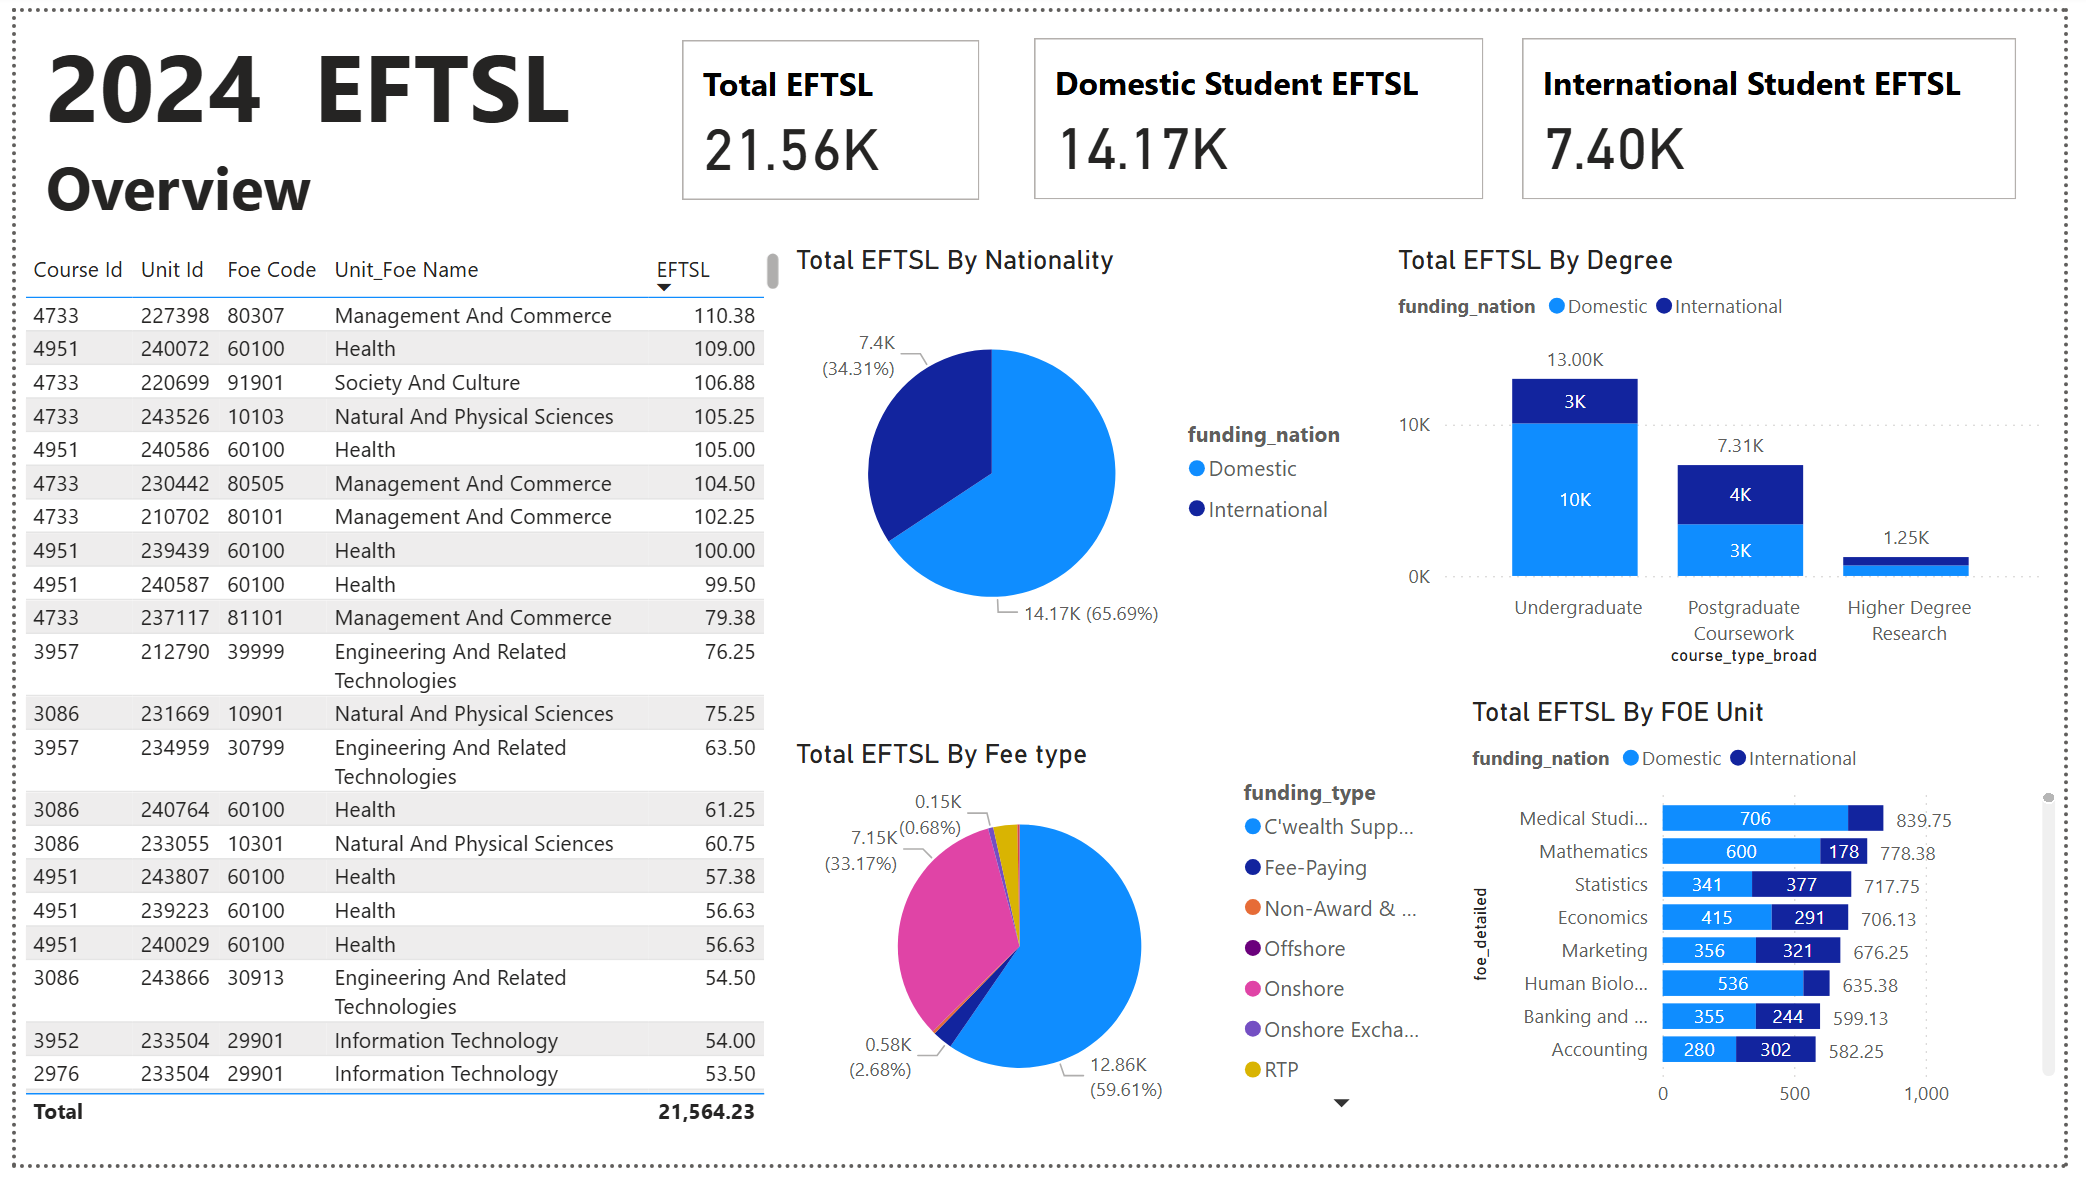 2024 EFTSL
Overview
Total EFTSL
21.56K
Domestic Student EFTSL
14.17K
International Student EFTSL
7.40K
Course Id Unit Id Foe Code Unit_Foe Name EFTSL
4733 227398 80307 Management And Commerce 110.38
4951 240072 60100 Health 109.00
4733 220699 91901 Society And Culture 106.88
4733 243526 10103 Natural And Physical Sciences 105.25
4951 240586 60100 Health 105.00
4733 230442 80505 Management And Commerce 104.50
4733 210702 80101 Management And Commerce 102.25
4951 239439 60100 Health 100.00
4951 240587 60100 Health 99.50
4733 237117 81101 Management And Commerce 79.38
3957 212790 39999 Engineering And Related 76.25
Technologies
3086 231669 10901 Natural And Physical Sciences 75.25
3957 234959 30799 Engineering And Related 63.50
Technologies
3086 240764 60100 Health 61.25
3086 233055 10301 Natural And Physical Sciences 60.75
4951 243807 60100 Health 57.38
4951 239223 60100 Health 56.63
4951 240029 60100 Health 56.63
3086 243866 30913 Engineering And Related 54.50
Technologies
3952 233504 29901 Information Technology 54.00
2976 233504 29901 Information Technology 53.50
Total 21,564.23
Total EFTSL By Nationality
7.4K
(34.31%)
14.17K (65.69%)
funding_nation
Domestic
International
Total EFTSL By Degree
funding_nation Domestic International
13.00K
3K
10K
7.31K
4K
3K
1.25K
10K
0K
Undergraduate
Postgraduate
Coursework
Higher Degree
Research
course_type_broad
Total EFTSL By Fee type
0.15K
(0.68%)
7.15K
(33.17%)
0.58K
(2.68%)
12.86K
(59.61%)
funding_type
C'wealth Supp...
Fee-Paying
Non-Award & ...
Offshore
Onshore
Onshore Excha...
RTP
Total EFTSL By FOE Unit
funding_nation Domestic International
foe_detailed
Medical Studi... 706 839.75
Mathematics 600 178 778.38
Statistics 341 377 717.75
Economics 415 291 706.13
Marketing 356 321 676.25
Human Biolo... 536 635.38
Banking and ... 355 244 599.13
Accounting 280 302 582.25
0 500 1,000